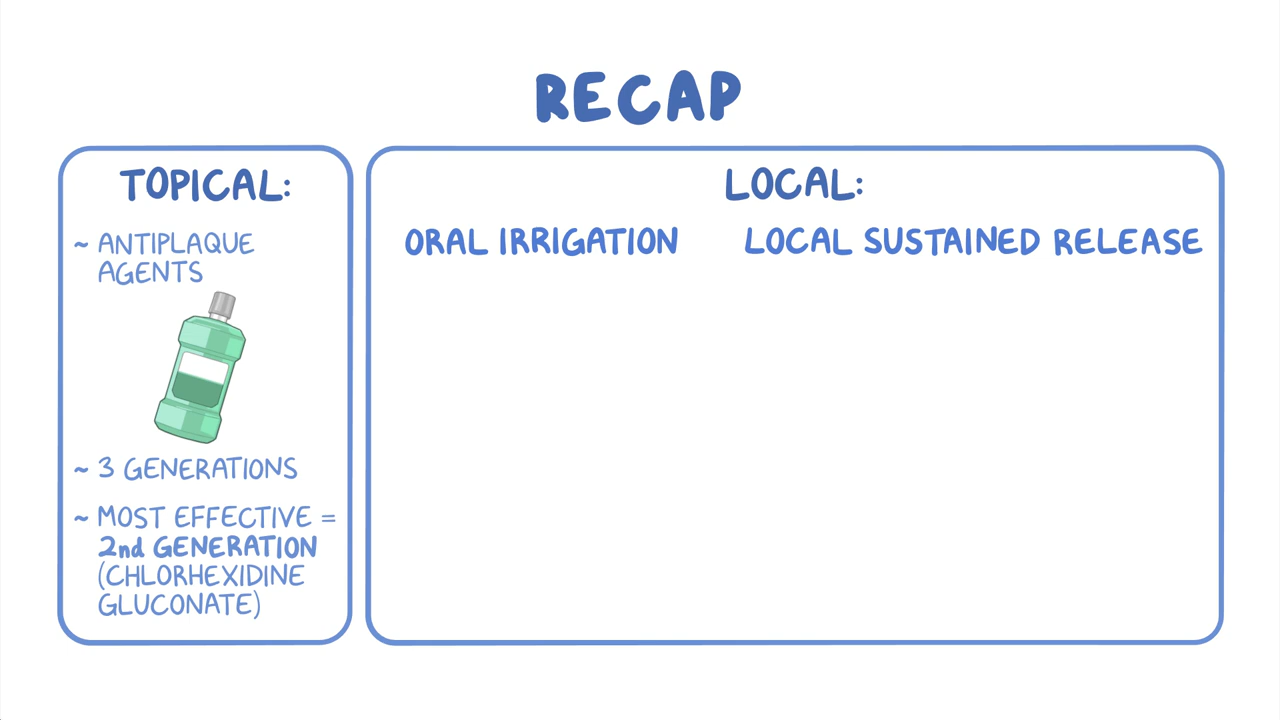 RECAP
TOPICAL:
~ ANTIPLAQUE
AGENTS
~ 3 GENERATIONS
~ MOST EFFECTIVE =
2nd GENERATION
(CHLORHEXIDINE
GLUCONATE)
LOCAL:
ORAL IRRIGATION
LOCAL SUSTAINED RELEASE